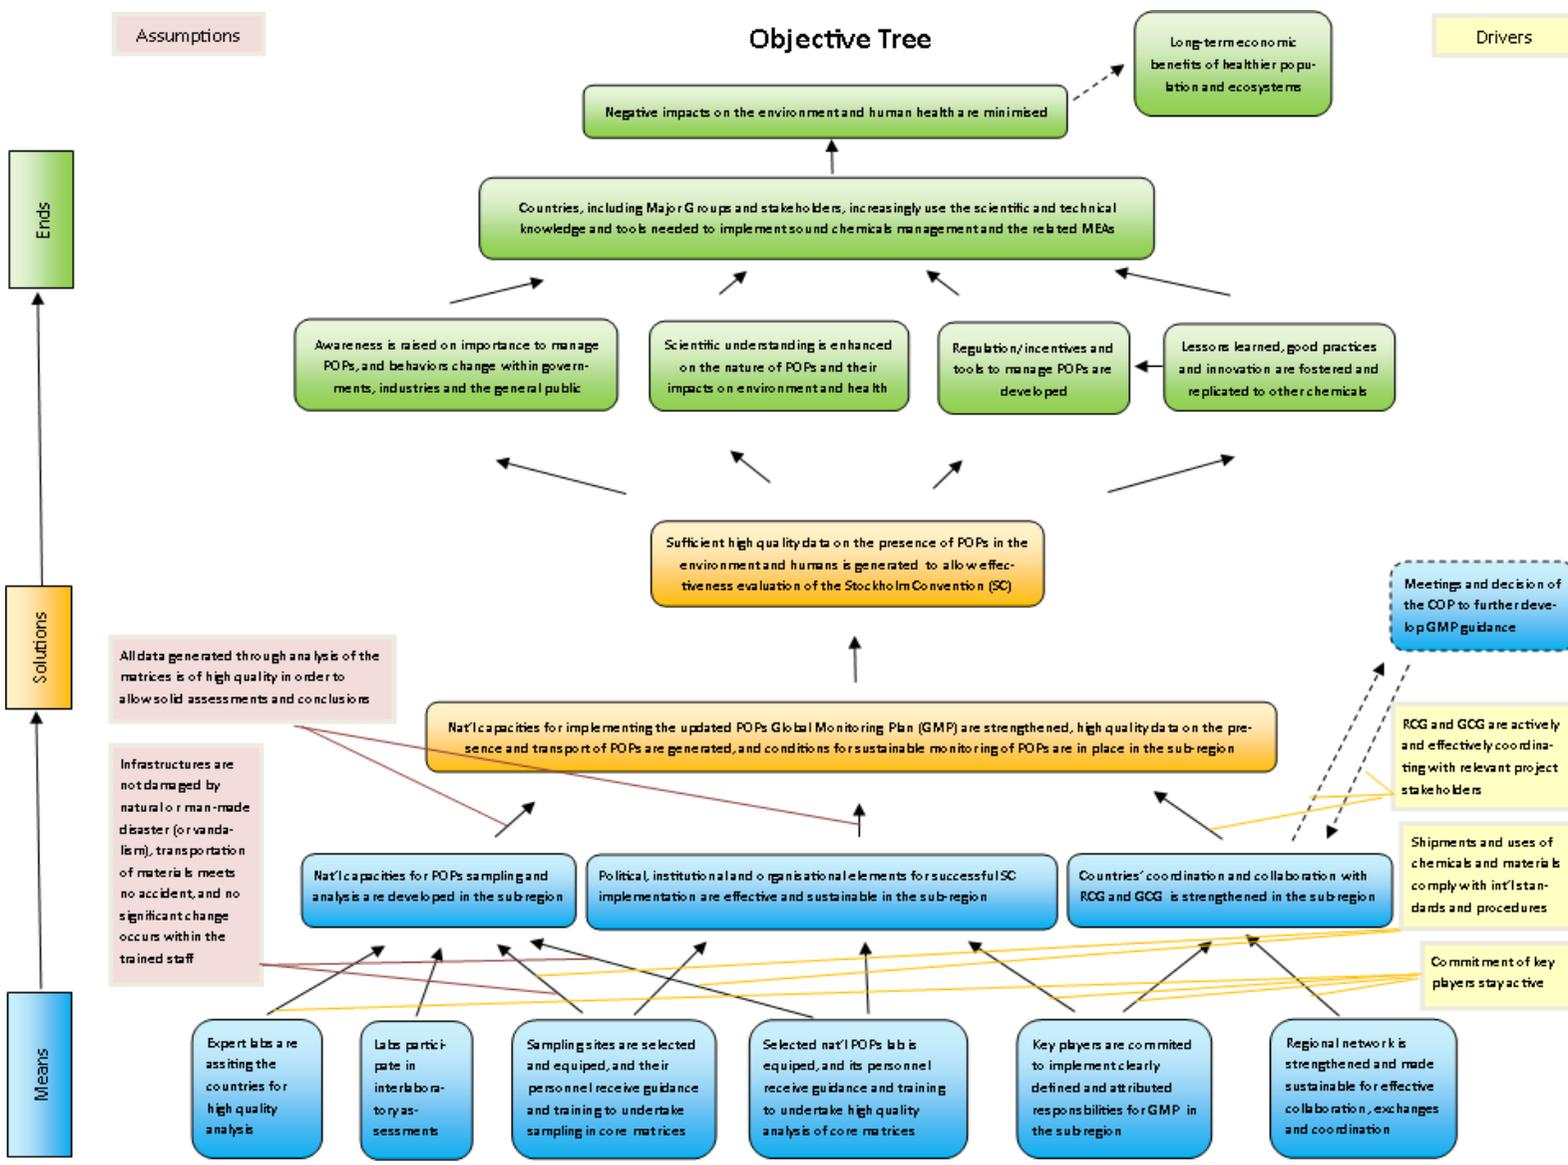 Assumptions
Objective Tree
Drivers
Long-term economic
benefits of healthier popu-
lation and ecosystems
Negative impacts on the environment and human health are minimised
Ends
Countries, including Major Groups and stakeholders, increasingly use the scientific and technical
knowledge and tools needed to implement sound chemicals management and the related MEAs
Awareness is raised on importance to manage
POPs, and behaviors change within govern-
ments, industries and the general public
Scientific understanding is enhanced
on the nature of POPs and their
impacts on environment and health
Regulation/incentives and
tools to manage POPs are
developed
Lessons learned, good practices
and innovation are fostered and
replicated to other chemicals
Sufficient high quality data on the presence of POPs in the
environment and humans is generated to allow effec-
tiveness evaluation of the Stockholm Convention (SC)
Meetings and decision of
the COP to further deve-
lop GMP guidance
Solutions
All data generated through analysis of the
matrices is of high quality in order to
allow solid assessments and conclusions
Nat'l capacities for implementing the updated POPs Global Monitoring Plan (GMP) are strengthened, high quality data on the pre-
sence and transport of POPs are generated, and conditions for sustainable monitoring of POPs are in place in the sub-region
RCG and GCG are actively
and effectively coordina-
ting with relevant project
stakeholders
Infrastructures are
not damaged by
natural or man-made
disaster (or vanda-
lism), transportation
of materials meets
no accident, and no
significant change
occurs within the
trained staff
Shipments and uses of
chemicals and materials
comply with int'l stan-
dards and procedures
Nat'l capacities for POPs sampling and
analysis are developed in the sub-region
Political, institutional and organisational elements for successful SC
implementation are effective and sustainable in the sub-region
Countries' coordination and collaboration with
RCG and GCG is strengthened in the sub-region
Commitment of key
players stay active
Means
Expert labs are
assiting the
countries for
high quality
analysis
Labs partici-
pate in
interlabora-
tory as-
sessments
Sampling sites are selected
and equiped, and their
personnel receive guidance
and training to undertake
sampling in core matrices
Selected nat'l POPs lab is
equiped, and its personnel
receive guidance and training
to undertake high quality
analysis of core matrices
Key players are commited
to implement clearly
defined and attributed
responsbilities for GMP in
the sub-region
Regional network is
strengthened and made
sustainable for effective
collaboration, exchanges
and coordination